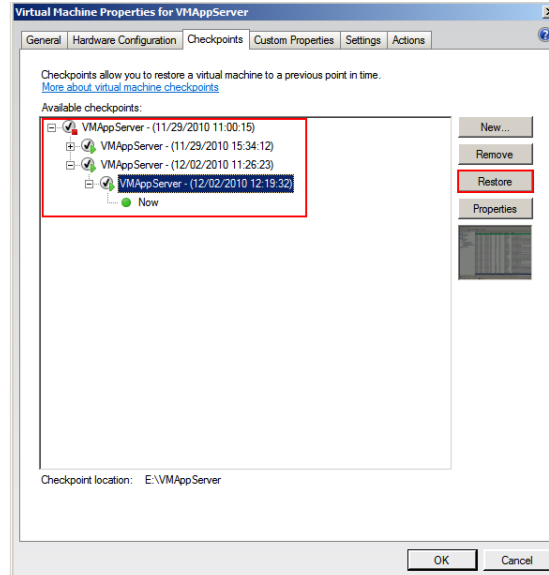 Virtual Machine Properties for VMAppServer
General Hardware Configuration Checkpoints Custom Properties Settings Actions
Checkpoints allow you to restore a virtual machine to a previous point in time.
More about virtual machine checkpoints
Available checkpoints:
VMAppServer - (11/29/2010 11:00:15)
VMAppServer - (11/29/2010 15:34:12)
VMAppServer - (12/02/2010 11:26:23)
VMAppServer - (12/02/2010 12:19:32)
Now
New...
Remove
Restore
Properties
Checkpoint location: E:\VMAppServer
OK Cancel